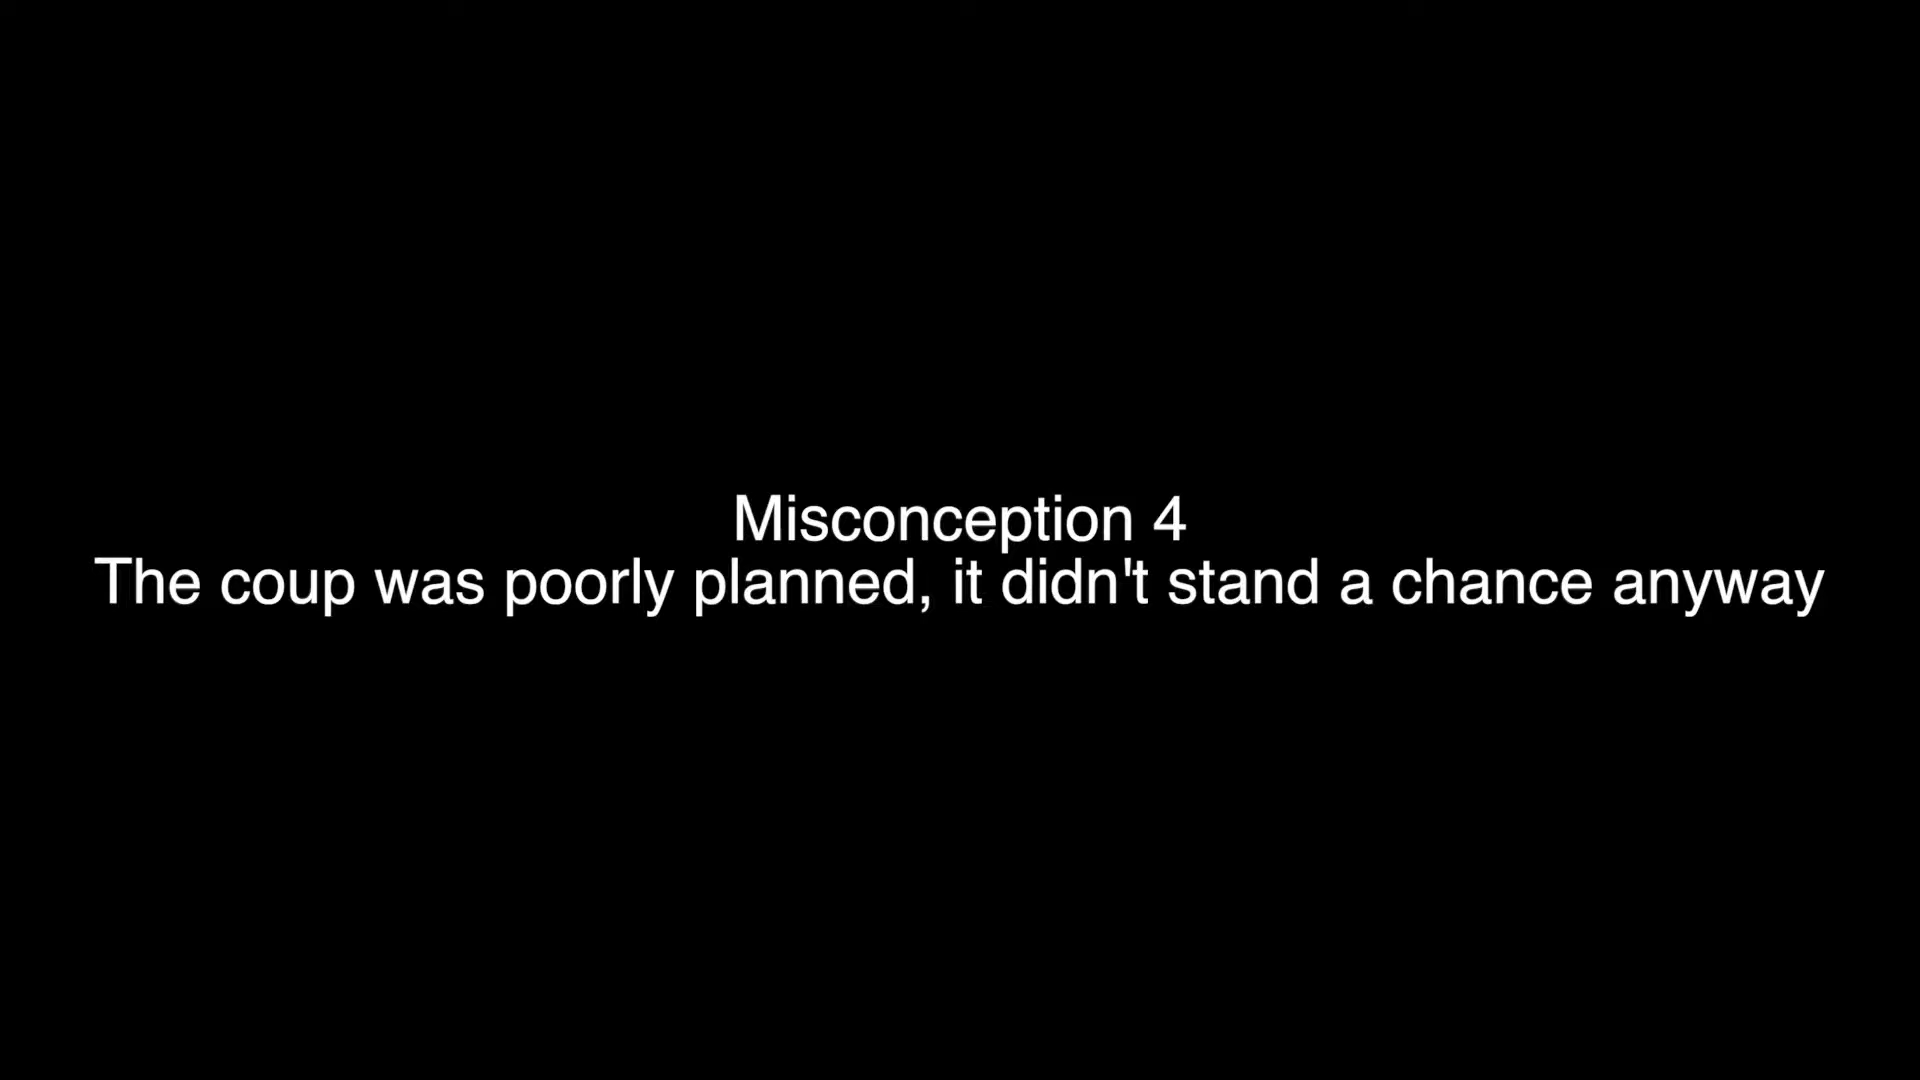 Misconception 4
The coup was poorly planned, it didn't stand a chance anyway